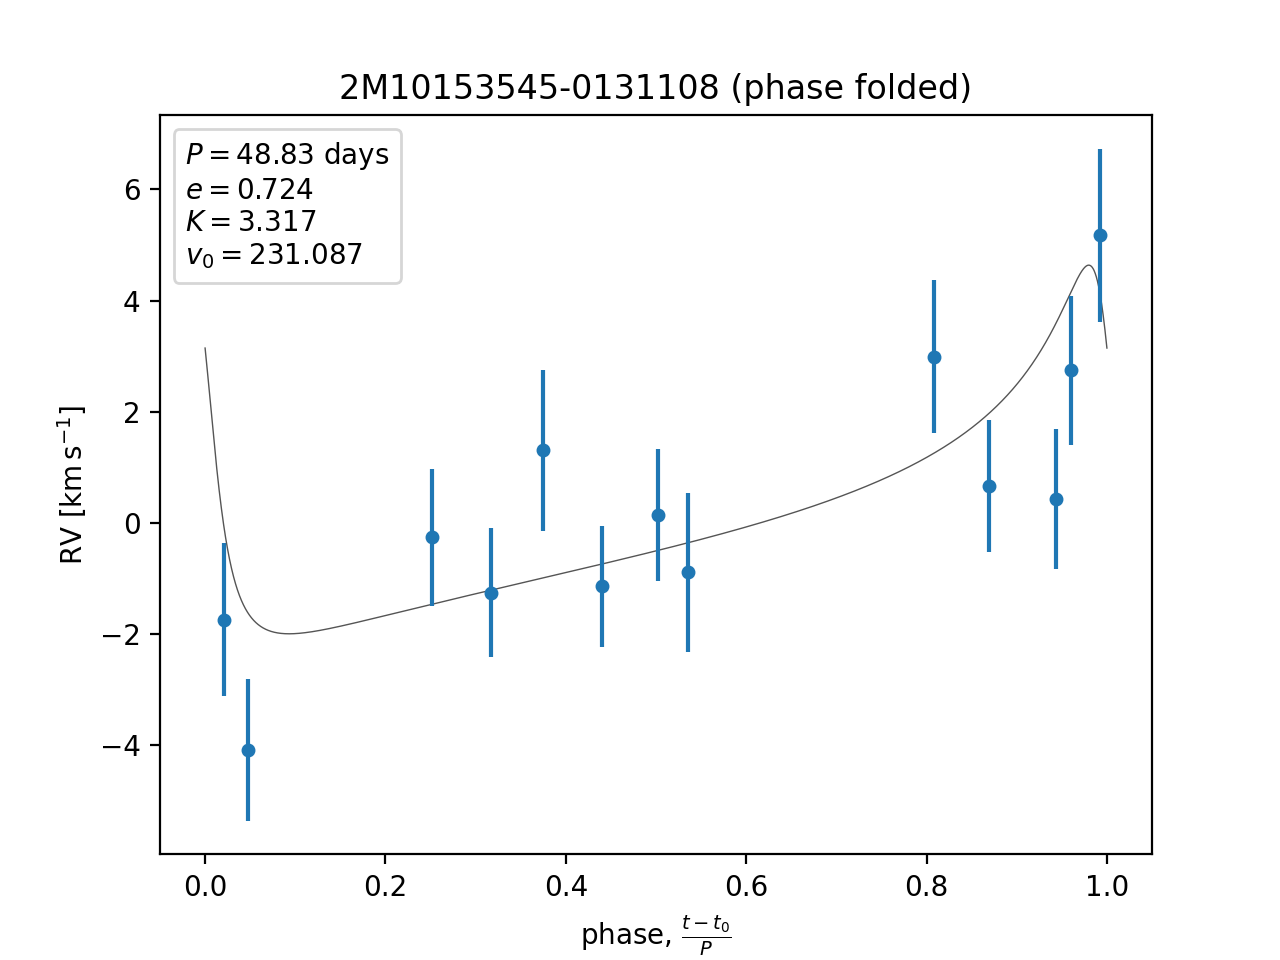 2M10153545-0131108 (phase folded)
P = 48.83 days
e = 0.724
K = 3.317
v₀ = 231.087
6
4
2
0
−2
−4
RV [km s⁻¹]
0.0 0.2 0.4 0.6 0.8 1.0
phase, (t − t₀)/P